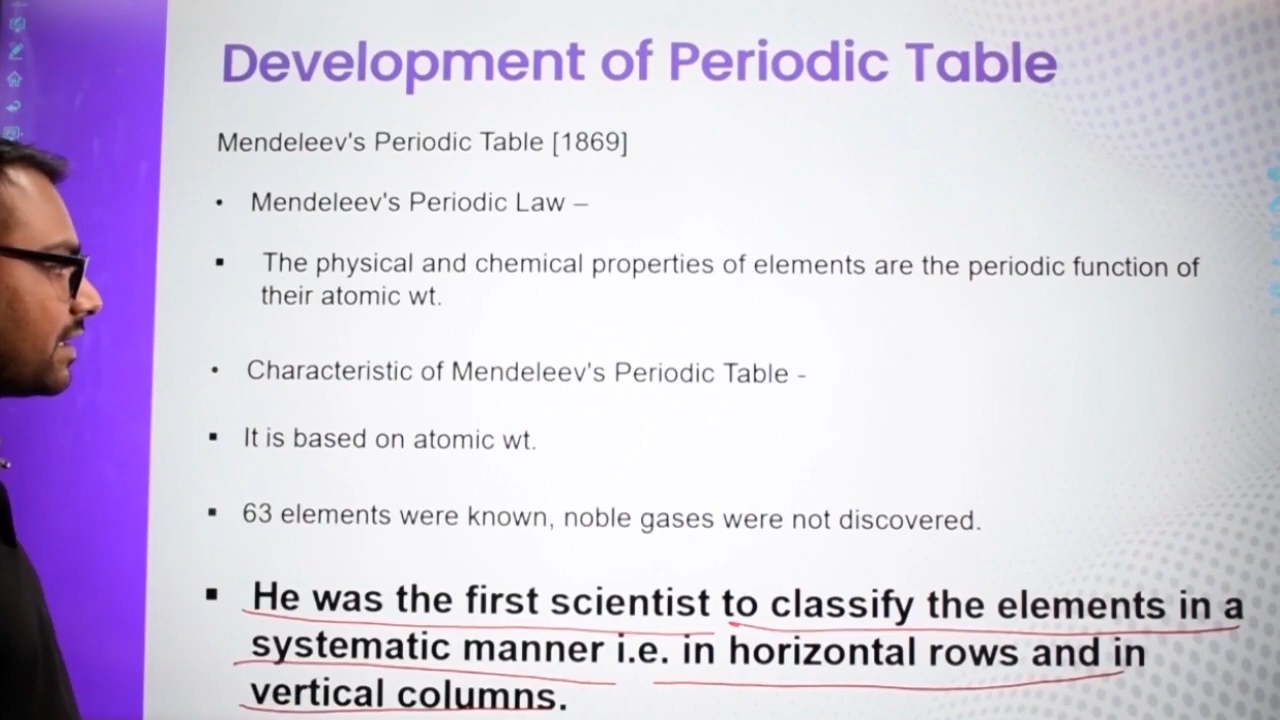 Development of Periodic Table
Mendeleev's Periodic Table [1869]
• Mendeleev's Periodic Law –
▪ The physical and chemical properties of elements are the periodic function of
their atomic wt.
• Characteristic of Mendeleev's Periodic Table -
▪ It is based on atomic wt.
▪ 63 elements were known, noble gases were not discovered.
▪ He was the first scientist to classify the elements in a
systematic manner i.e. in horizontal rows and in
vertical columns.